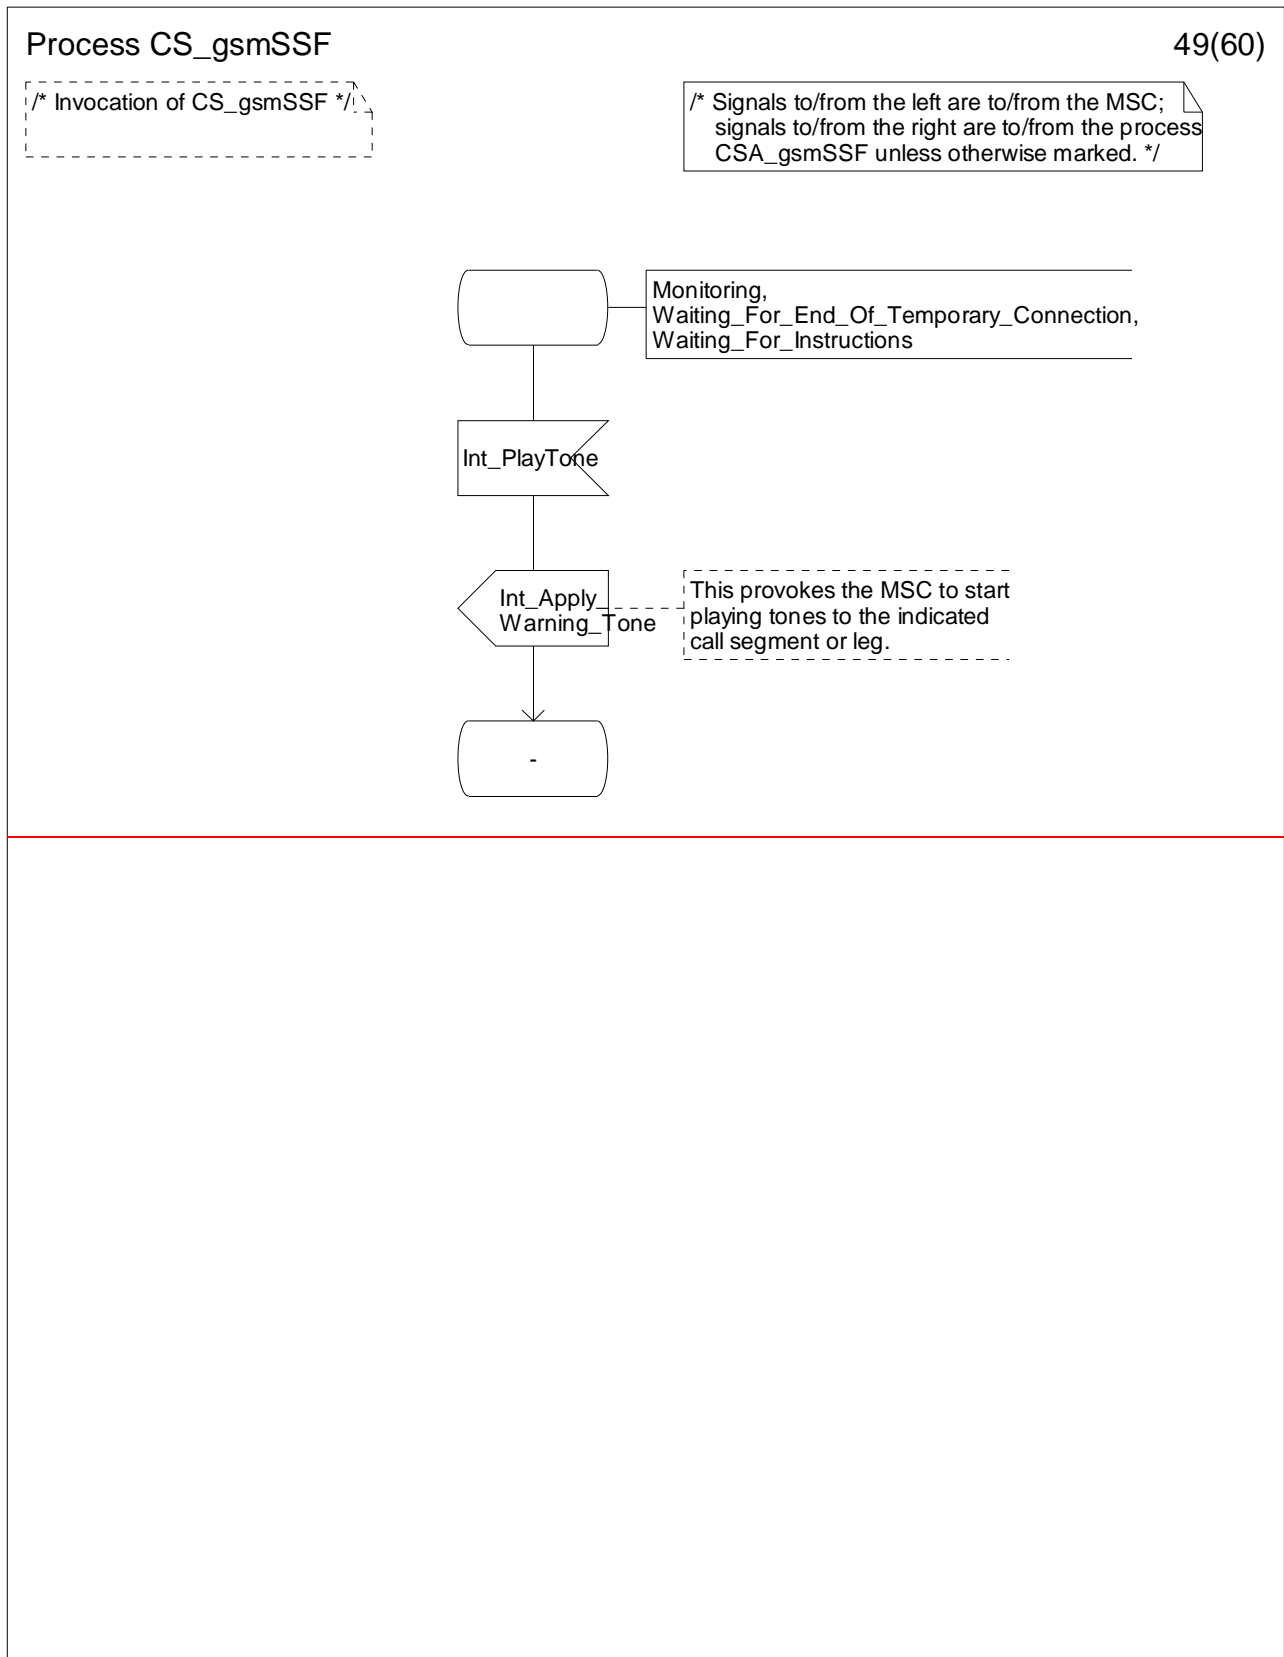 Process CS_gsmSSF
49(60)
/* Invocation of CS_gsmSSF */
/* Signals to/from the left are to/from the MSC;
signals to/from the right are to/from the process
CSA_gsmSSF unless otherwise marked. */
Monitoring,
Waiting_For_End_Of_Temporary_Connection,
Waiting_For_Instructions
Int_PlayTone
Int_Apply_
Warning_Tone
This provokes the MSC to start
playing tones to the indicated
call segment or leg.
-